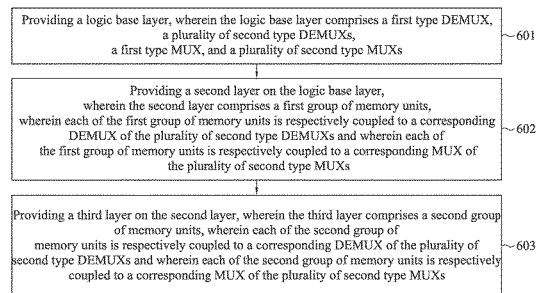 Providing a logic base layer, wherein the logic base layer comprises a first type DEMUX,
a plurality of second type DEMUXs,
a first type MUX, and a plurality of second type MUXs
601
Providing a second layer on the logic base layer,
wherein the second layer comprises a first group of memory units,
wherein each of the first group of memory units is respectively coupled to a corresponding
DEMUX of the plurality of second type DEMUXs and wherein each of
the first group of memory units is respectively coupled to a corresponding MUX of
the plurality of second type MUXs
602
Providing a third layer on the second layer, wherein the third layer comprises a second group
of memory units, wherein each of the second group of
memory units is respectively coupled to a corresponding DEMUX of the plurality of
second type DEMUXs and wherein each of the second group of memory units is respectively
coupled to a corresponding MUX of the plurality of second type MUXs
603